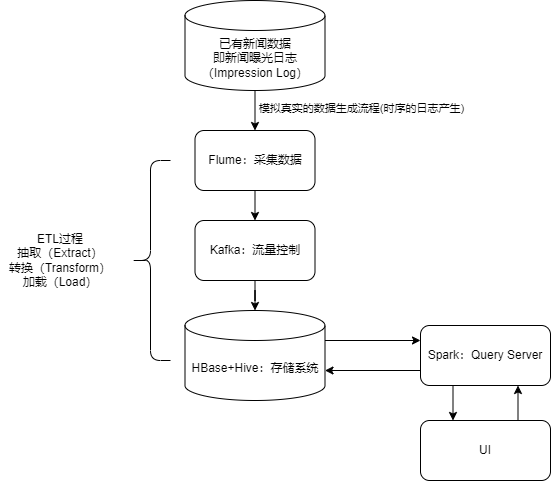 已有新闻数据
即新闻曝光日志
（Impression Log）
模拟真实的数据生成流程(时序的日志产生)
Flume：采集数据
Kafka：流量控制
ETL过程
抽取（Extract）
转换（Transform）
加载（Load）
HBase+Hive：存储系统
Spark：Query Server
UI